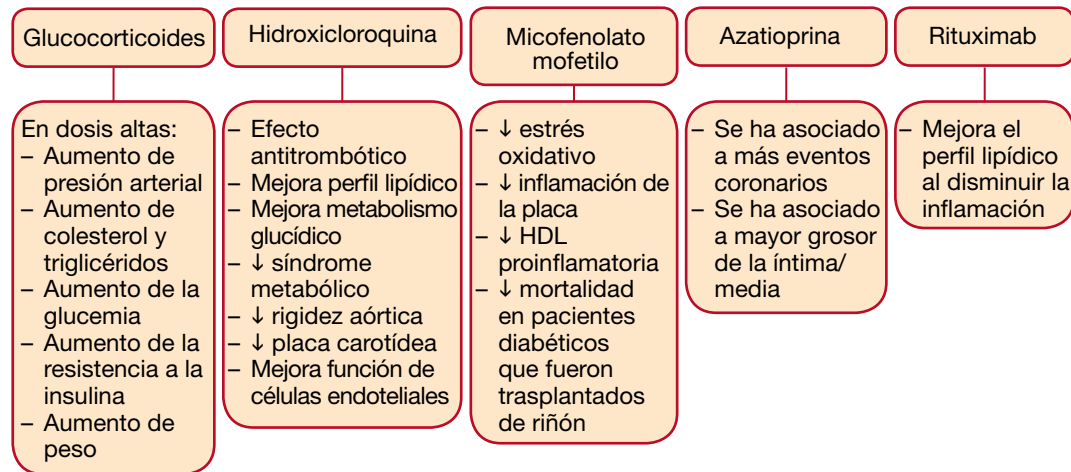 Glucocorticoides
En dosis altas:
– Aumento de
presión arterial
– Aumento de
colesterol y
triglicéridos
– Aumento de la
glucemia
– Aumento de la
resistencia a la
insulina
– Aumento de
peso
Hidroxicloroquina
– Efecto
antitrombótico
– Mejora perfil lipídico
– Mejora metabolismo
glucídico
– ↓ síndrome
metabólico
– ↓ rigidez aórtica
– ↓ placa carotídea
– Mejora función de
células endoteliales
Micofenolato
mofetilo
– ↓ estrés
oxidativo
– ↓ inflamación de
la placa
– ↓ HDL
proinflamatoria
– ↓ mortalidad
en pacientes
diabéticos
que fueron
trasplantados
de riñón
Azatioprina
– Se ha asociado
a más eventos
coronarios
– Se ha asociado
a mayor grosor
de la íntima/
media
Rituximab
– Mejora el
perfil lipídico
al disminuir la
inflamación